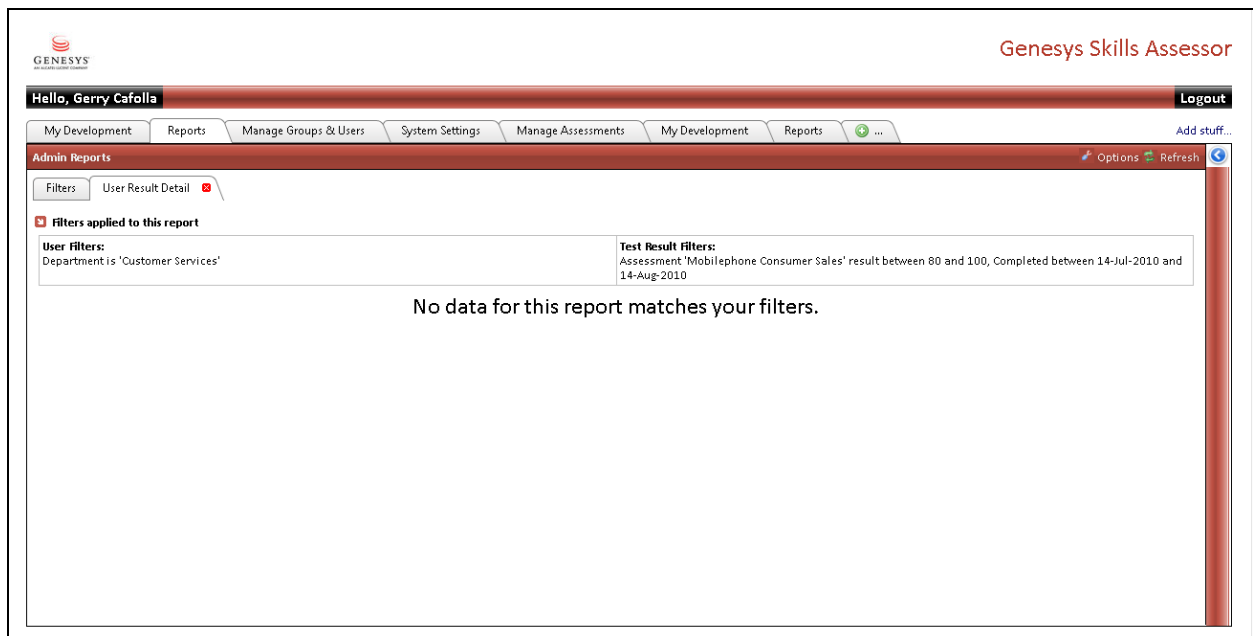 GENESYS
AN ALCATEL-LUCENT COMPANY
Genesys Skills Assessor
Hello, Gerry Cafolla
Logout
My Development Reports Manage Groups & Users System Settings Manage Assessments My Development Reports ... Add stuff...
Admin Reports Options Refresh
Filters User Result Detail
Filters applied to this report
User Filters: Test Result Filters:
Department is 'Customer Services' Assessment 'Mobilephone Consumer Sales' result between 80 and 100, Completed between 14-Jul-2010 and
14-Aug-2010
No data for this report matches your filters.